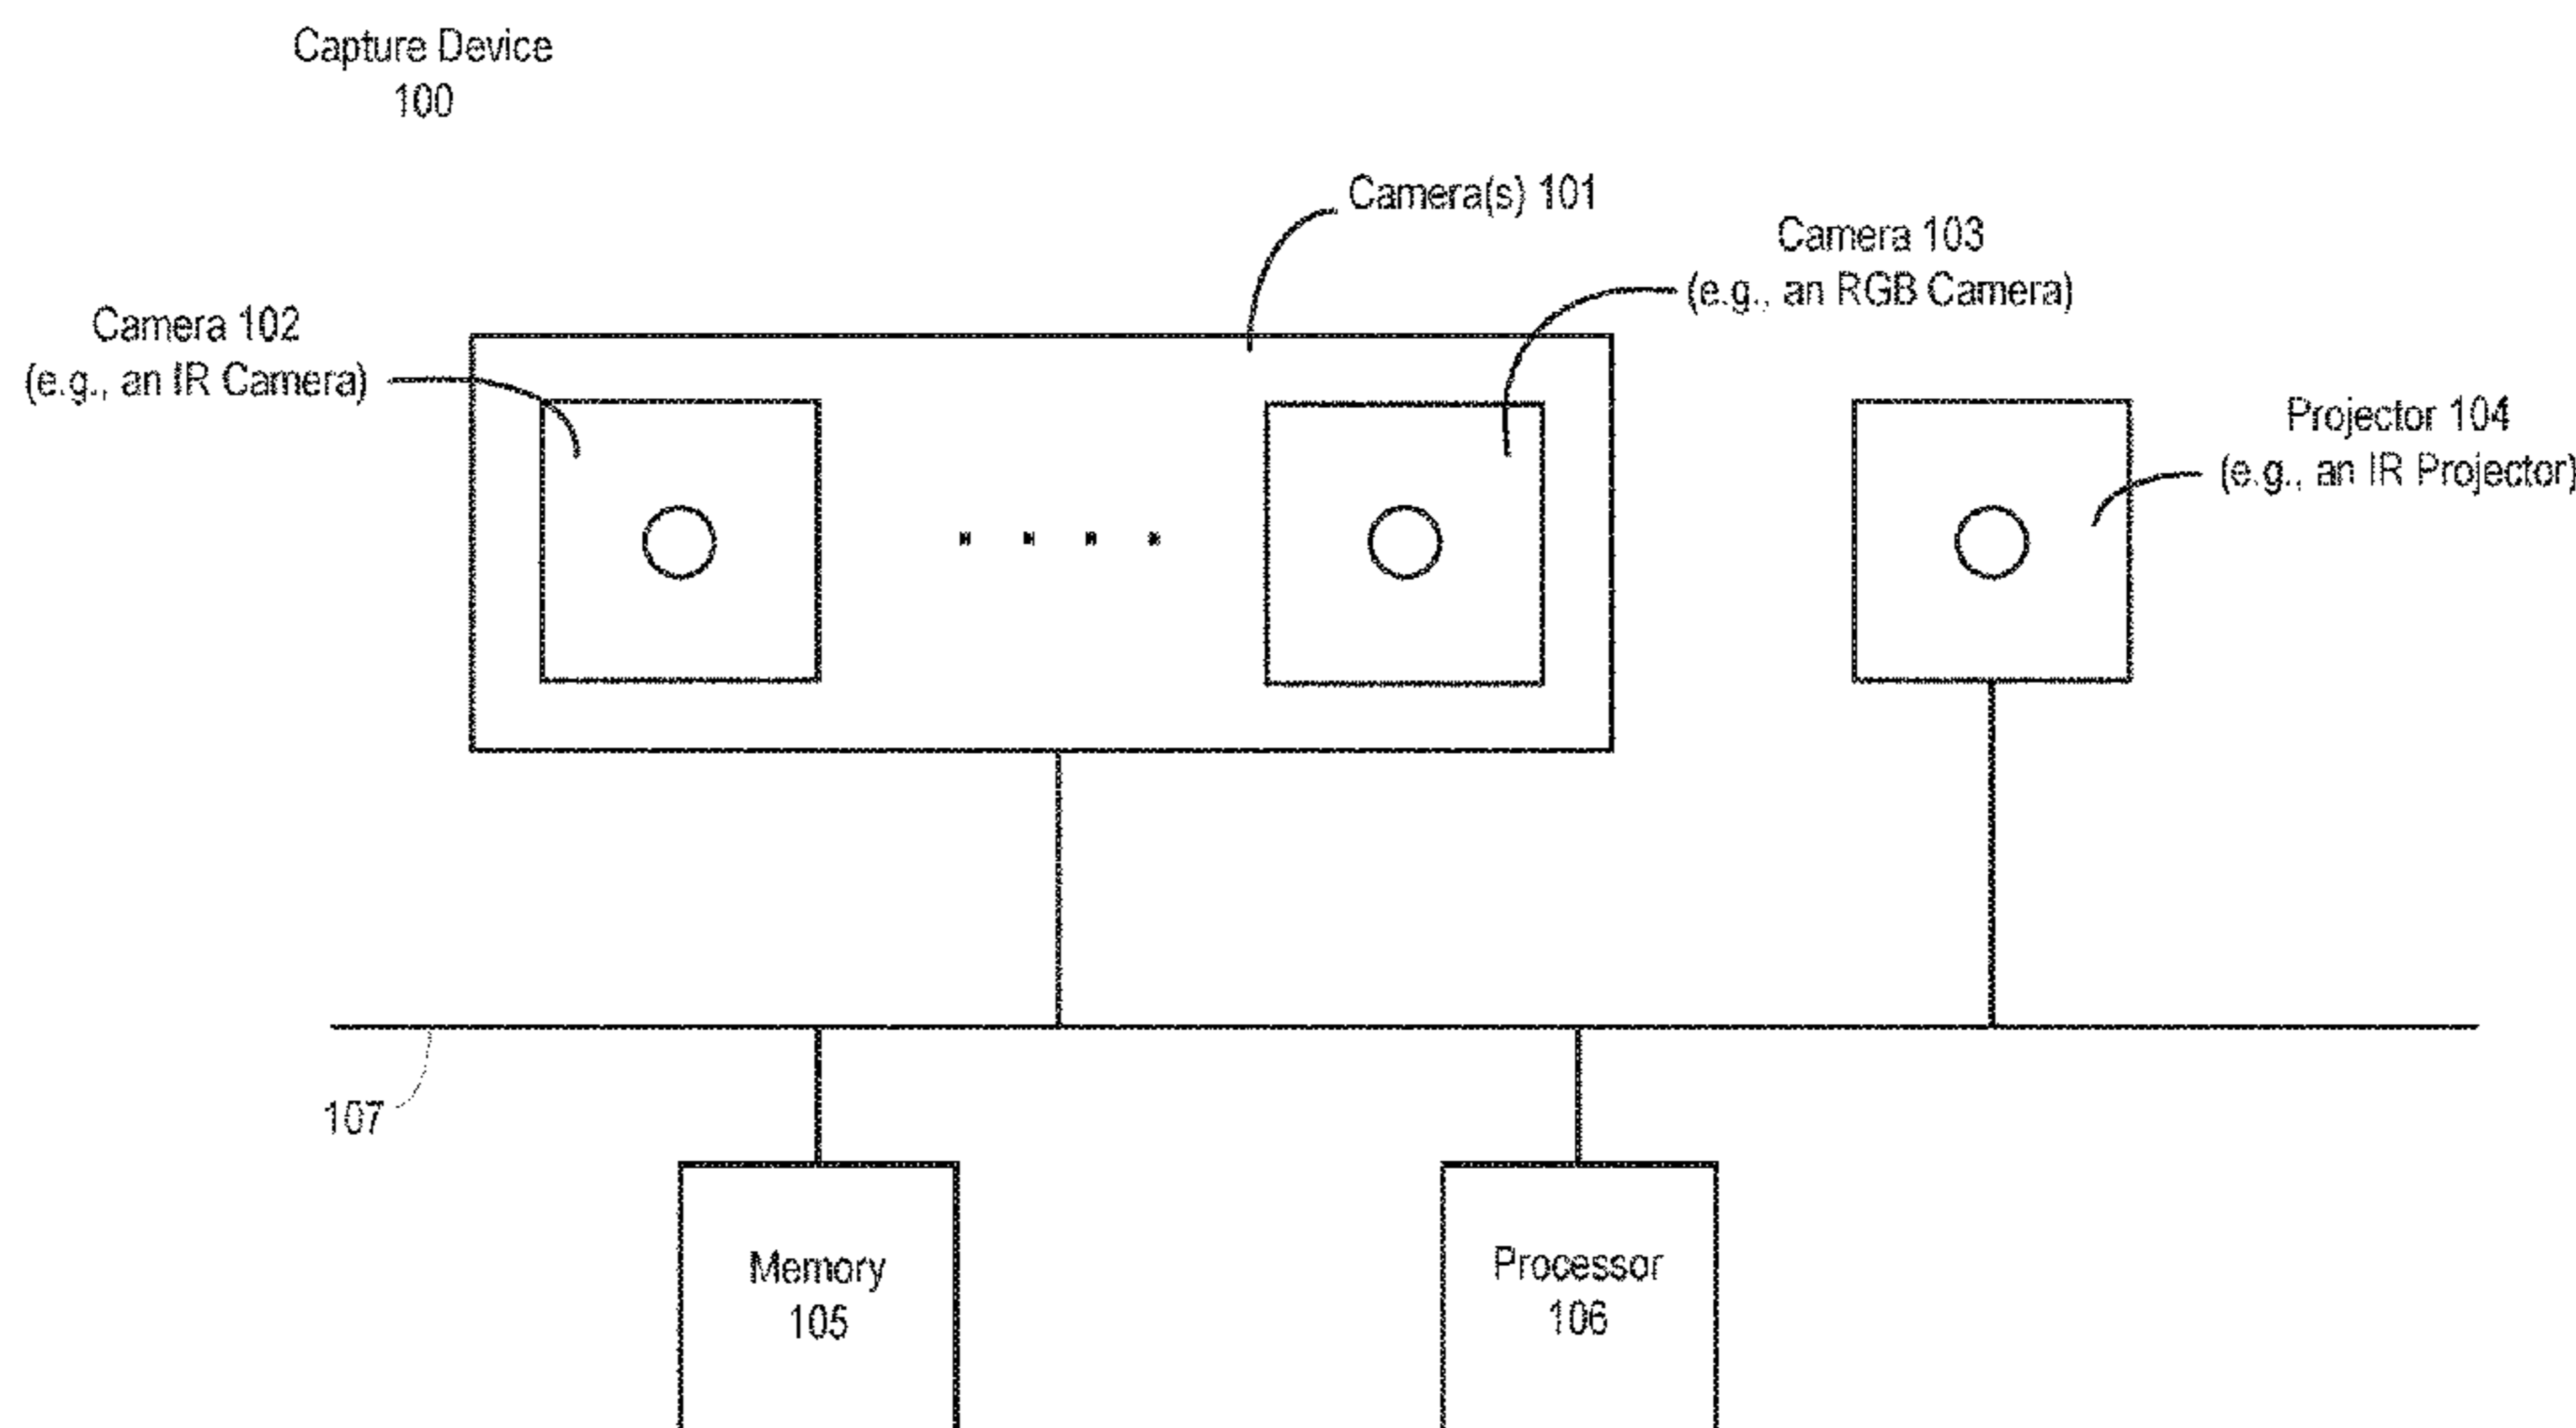 Capture Device
100
Camera(s) 101
Camera 103
(e.g., an RGB Camera)
Camera 102
(e.g., an IR Camera)
Projector 104
(e.g., an IR Projector)
107
Memory
105
Processor
106